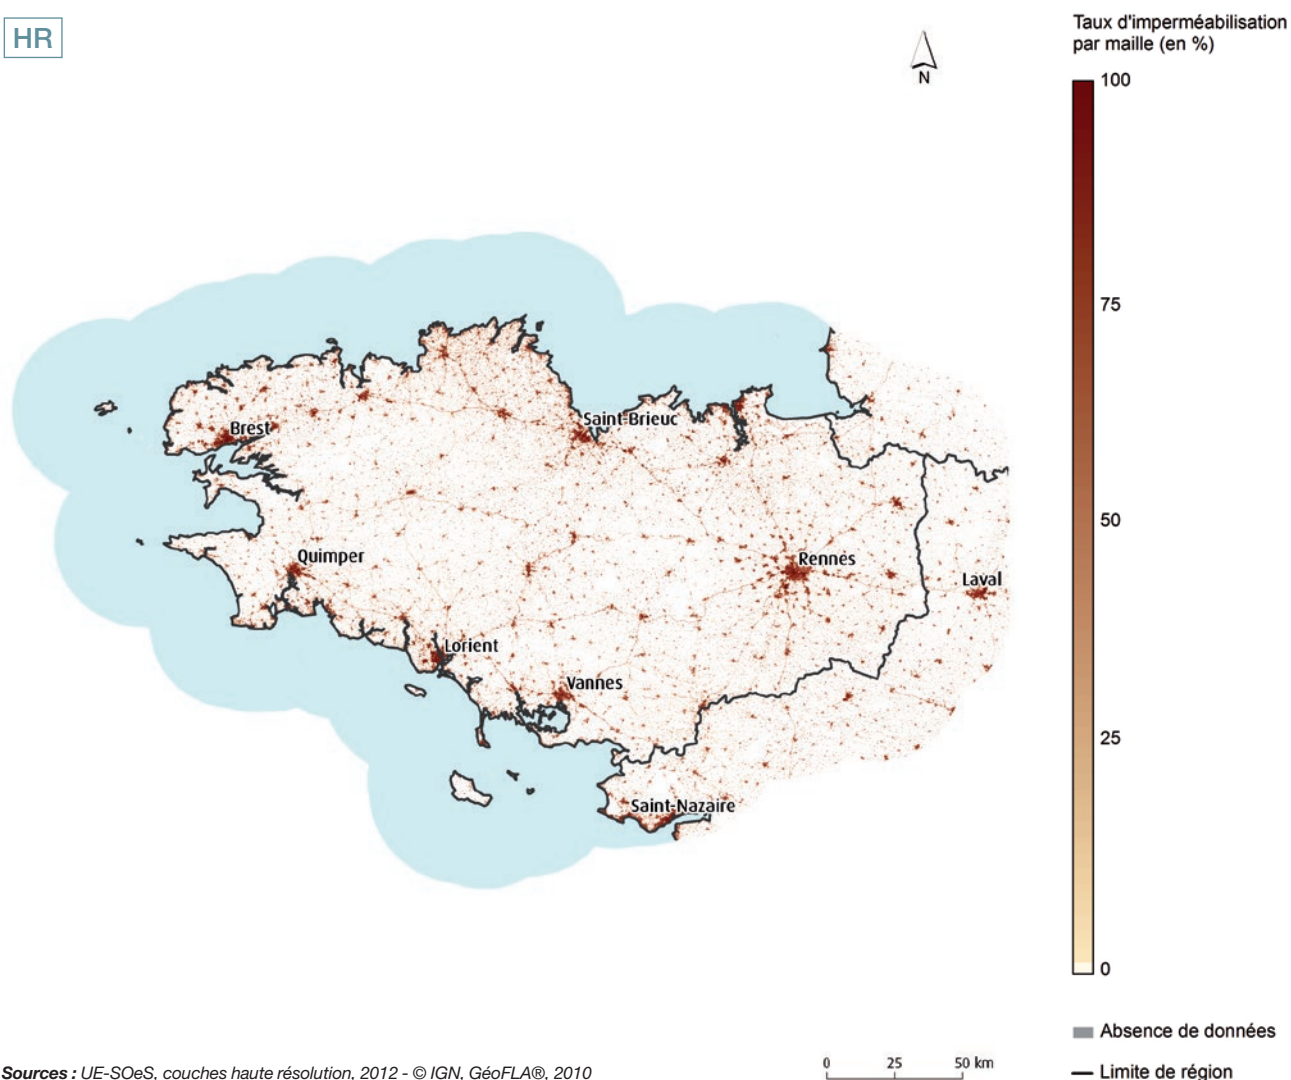 HR
N
Taux d'imperméabilisation
par maille (en %)
100
75
50
25
0
Saint-Brieuc
Brest
Quimper
Rennes
Laval
Lorient
Vannes
Saint-Nazaire
Absence de données
Limite de région
0 25 50 km
Sources : UE-SOeS, couches haute résolution, 2012 - © IGN, GéoFLA®, 2010